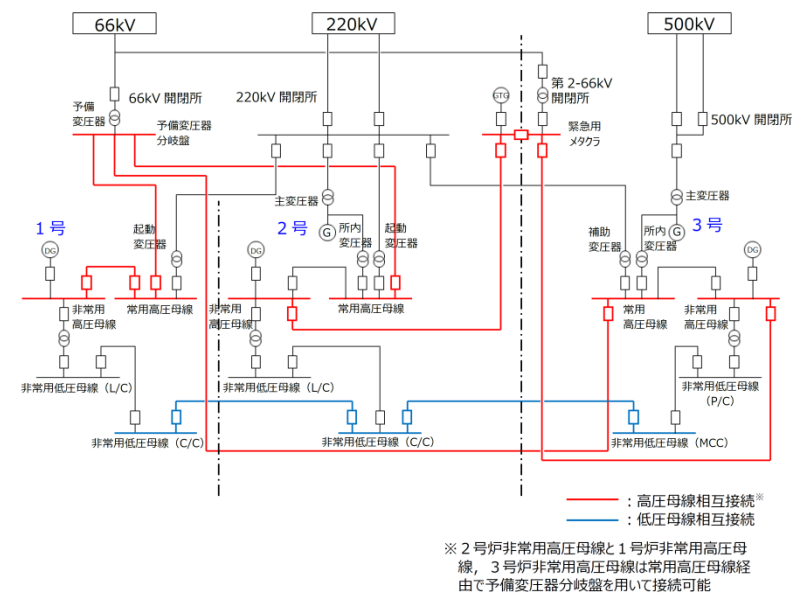 66kV
220kV
500kV
66kV 開閉所
220kV 開閉所
第 2-66kV
開閉所
500kV 開閉所
予備
変圧器
予備変圧器
分岐盤
GTG
緊急用
メタクラ
主変圧器
主変圧器
1号
起動
変圧器
2号
G
所内
変圧器
起動
変圧器
補助
変圧器
所内
変圧器
G
3号
DG
DG
DG
非常用
高圧母線
常用高圧母線
非常用
高圧母線
常用高圧母線
常用
高圧母線
非常用
高圧母線
非常用低圧母線（L/C）
非常用低圧母線（L/C）
非常用低圧母線
（P/C）
非常用低圧母線（C/C）
非常用低圧母線（C/C）
非常用低圧母線（MCC）
：高圧母線相互接続※
：低圧母線相互接続
※２号炉非常用高圧母線と１号炉非常用高圧母
線，３号炉非常用高圧母線は常用高圧母線経
由で予備変圧器分岐盤を用いて接続可能